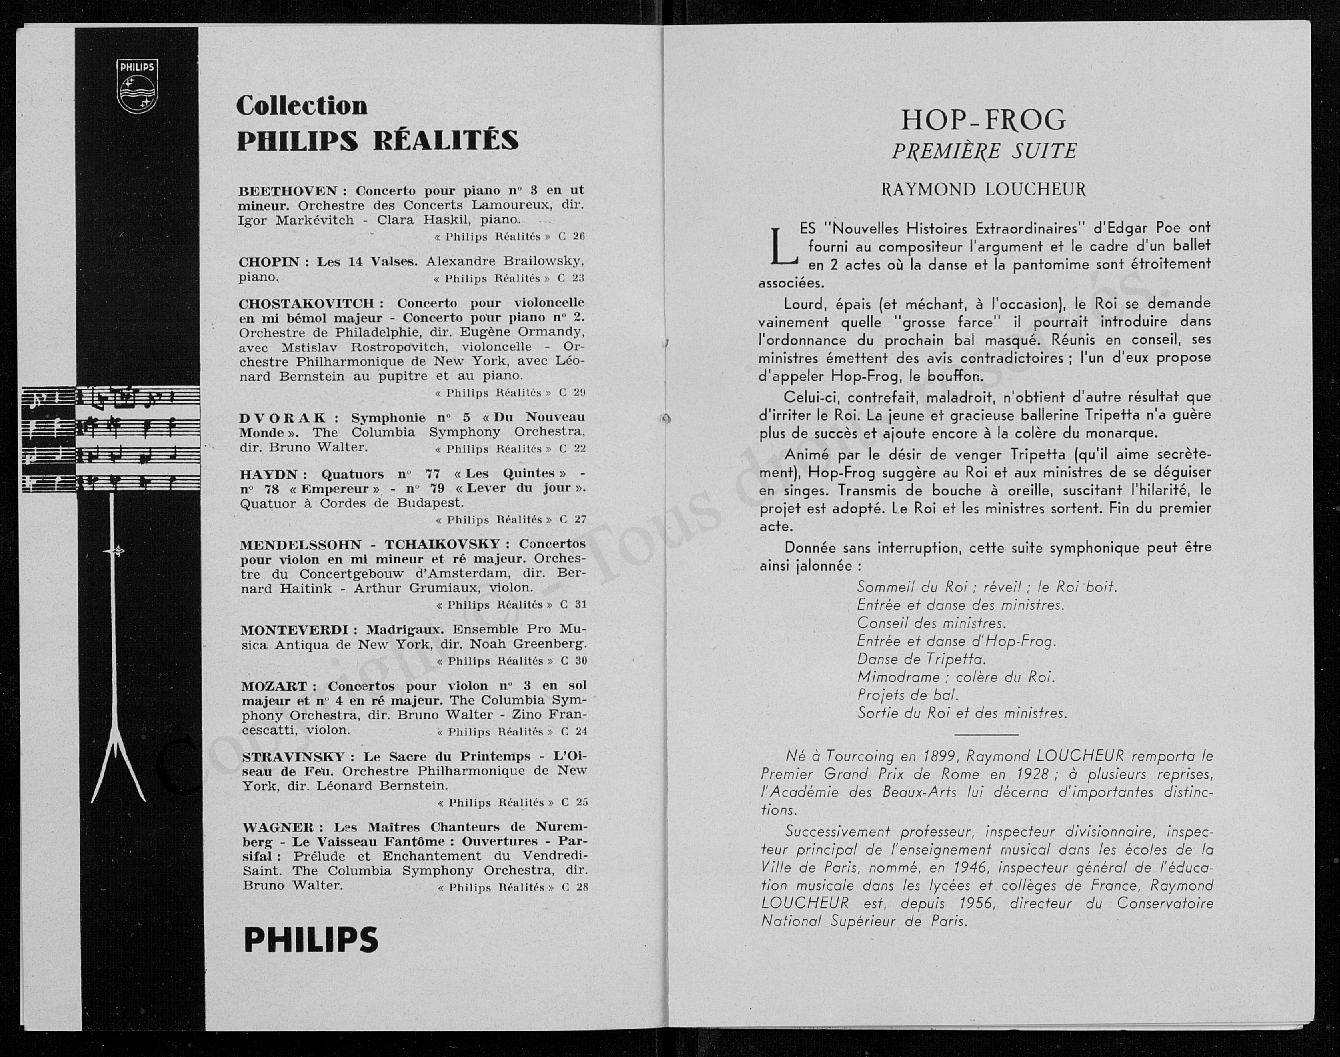 PHILIPS
Collection
PHILIPS RÉALITÉS
BEETHOVEN : Concerto pour piano n° 3 en ut
mineur. Orchestre des Concerts Lamoureux, dir.
Igor Markévitch - Clara Haskil, piano.
« Philips Réalités » C 26
CHOPIN : Les 14 Valses. Alexandre Brailowsky,
piano. « Philips Réalités » C 23
CHOSTAKOVITCH : Concerto pour violoncelle
en mi bémol majeur - Concerto pour piano n° 2.
Orchestre de Philadelphie, dir. Eugène Ormandy,
avec Mstislav Rostropovitch, violoncelle - Or-
chestre Philharmonique de New York, avec Léo-
nard Bernstein au pupitre et au piano.
« Philips Réalités » C 29
DVORAK : Symphonie n° 5 « Du Nouveau
Monde ». The Columbia Symphony Orchestra,
dir. Bruno Walter. « Philips Réalités » C 22
HAYDN : Quatuors n° 77 « Les Quintes » -
n° 78 « Empereur » - n° 79 « Lever du jour ».
Quatuor à Cordes de Budapest.
« Philips Réalités » C 27
MENDELSSOHN - TCHAIKOVSKY : Concertos
pour violon en mi mineur et ré majeur. Orches-
tre du Concertgebouw d'Amsterdam, dir. Ber-
nard Haitink - Arthur Grumiaux, violon.
« Philips Réalités » C 31
MONTEVERDI : Madrigaux. Ensemble Pro Mu-
sica Antiqua de New York, dir. Noah Greenberg.
« Philips Réalités » C 30
MOZART : Concertos pour violon n° 3 en sol
majeur et n° 4 en ré majeur. The Columbia Sym-
phony Orchestra, dir. Bruno Walter - Zino Fran-
cescatti, violon. « Philips Réalités » C 24
STRAVINSKY : Le Sacre du Printemps - L'Oi-
seau de Feu. Orchestre Philharmonique de New
York, dir. Léonard Bernstein.
« Philips Réalités » C 25
WAGNER : Les Maîtres Chanteurs de Nurem-
berg - Le Vaisseau Fantôme : Ouvertures - Par-
sifal : Prélude et Enchantement du Vendredi-
Saint. The Columbia Symphony Orchestra, dir.
Bruno Walter. « Philips Réalités » C 28
PHILIPS
HOP-FROG
PREMIÈRE SUITE
RAYMOND LOUCHEUR
LES "Nouvelles Histoires Extraordinaires" d'Edgar Poe ont
fourni au compositeur l'argument et le cadre d'un ballet
en 2 actes où la danse et la pantomime sont étroitement
associées.
Lourd, épais (et méchant, à l'occasion), le Roi se demande
vainement quelle "grosse farce" il pourrait introduire dans
l'ordonnance du prochain bal masqué. Réunis en conseil, ses
ministres émettent des avis contradictoires ; l'un d'eux propose
d'appeler Hop-Frog, le bouffon.
Celui-ci, contrefait, maladroit, n'obtient d'autre résultat que
d'irriter le Roi. La jeune et gracieuse ballerine Tripetta n'a guère
plus de succès et ajoute encore à la colère du monarque.
Animé par le désir de venger Tripetta (qu'il aime secrète-
ment), Hop-Frog suggère au Roi et aux ministres de se déguiser
en singes. Transmis de bouche à oreille, suscitant l'hilarité, le
projet est adopté. Le Roi et les ministres sortent. Fin du premier
acte.
Donnée sans interruption, cette suite symphonique peut être
ainsi jalonnée :
Sommeil du Roi ; réveil ; le Roi boit.
Entrée et danse des ministres.
Conseil des ministres.
Entrée et danse d'Hop-Frog.
Danse de Tripetta.
Mimodrame ; colère du Roi.
Projets de bal.
Sortie du Roi et des ministres.
Né à Tourcoing en 1899, Raymond LOUCHEUR remporta le
Premier Grand Prix de Rome en 1928 ; à plusieurs reprises,
l'Académie des Beaux-Arts lui décerna d'importantes distinc-
tions.
Successivement professeur, inspecteur divisionnaire, inspec-
teur principal de l'enseignement musical dans les écoles de la
Ville de Paris, nommé, en 1946, inspecteur général de l'éduca-
tion musicale dans les lycées et collèges de France, Raymond
LOUCHEUR est, depuis 1956, directeur du Conservatoire
National Supérieur de Paris.
Copyright © - Tous droits réservés.